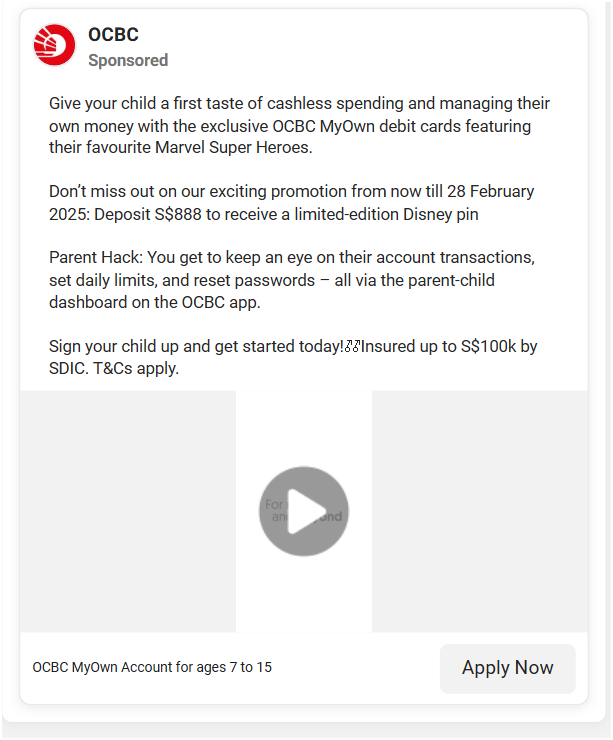 OCBC
Sponsored
Give your child a first taste of cashless spending and managing their
own money with the exclusive OCBC MyOwn debit cards featuring
their favourite Marvel Super Heroes.
Don’t miss out on our exciting promotion from now till 28 February
2025: Deposit S$888 to receive a limited-edition Disney pin
Parent Hack: You get to keep an eye on their account transactions,
set daily limits, and reset passwords – all via the parent-child
dashboard on the OCBC app.
Sign your child up and get started today!Insured up to S$100k by
SDIC. T&Cs apply.
For
OCBC MyOwn Account for ages 7 to 15
Apply Now